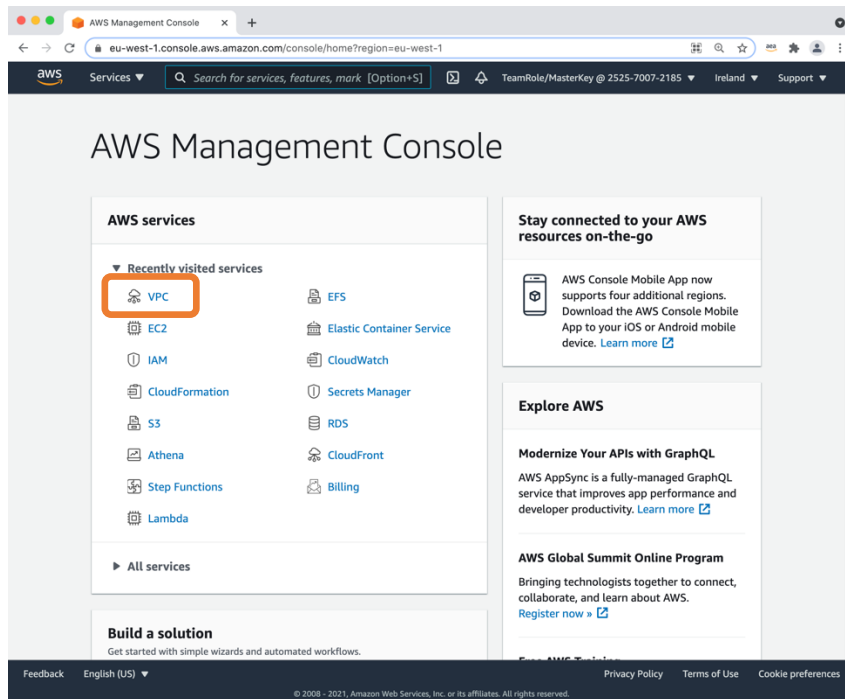 AWS Management Console
eu-west-1.console.aws.amazon.com/console/home?region=eu-west-1
aws
Services ▼
Search for services, features, mark [Option+S]
TeamRole/MasterKey @ 2525-7007-2185 ▼
Ireland ▼
Support ▼
AWS Management Console
AWS services
▼ Recently visited services
VPC
EC2
IAM
CloudFormation
S3
Athena
Step Functions
Lambda
EFS
Elastic Container Service
CloudWatch
Secrets Manager
RDS
CloudFront
Billing
▶ All services
Build a solution
Get started with simple wizards and automated workflows.
Stay connected to your AWS
resources on-the-go
AWS Console Mobile App now
supports four additional regions.
Download the AWS Console Mobile
App to your iOS or Android mobile
device. Learn more
Explore AWS
Modernize Your APIs with GraphQL
AWS AppSync is a fully-managed GraphQL
service that improves app performance and
developer productivity. Learn more
AWS Global Summit Online Program
Bringing technologists together to connect,
collaborate, and learn about AWS.
Register now »
Free AWS Training
Feedback
English (US) ▼
Privacy Policy
Terms of Use
Cookie preferences
© 2008 - 2021, Amazon Web Services, Inc. or its affiliates. All rights reserved.